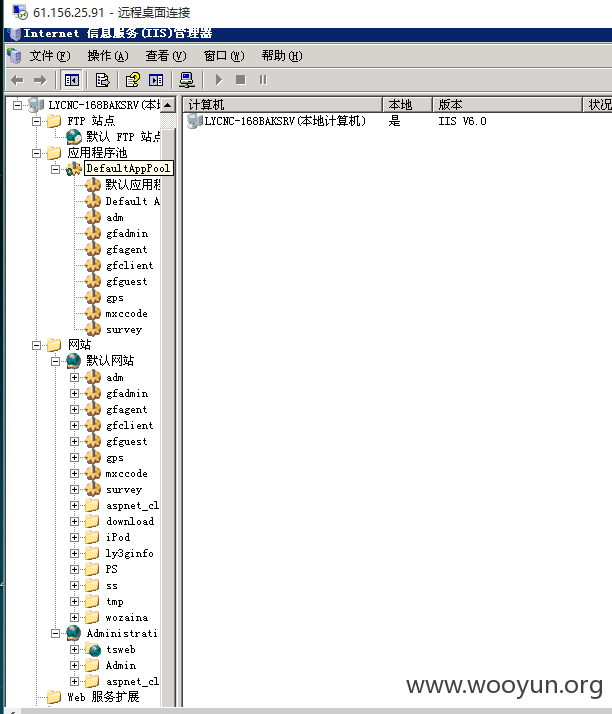 61.156.25.91 - 远程桌面连接
Internet 信息服务(IIS)管理器
文件(F) 操作(A) 查看(V) 窗口(W) 帮助(H)
LYCNC-168BAKSRV(本地
FTP 站点
默认 FTP 站点
应用程序池
DefaultAppPool
默认应用程
Default A
adm
gfadmin
gfagent
gfclient
gfguest
gps
mxccode
survey
网站
默认网站
adm
gfadmin
gfagent
gfclient
gfguest
gps
mxccode
survey
aspnet_cl
download
iPod
ly3ginfo
PS
ss
tmp
wozaina
Administrati
tsweb
Admin
aspnet_cl
Web 服务扩展
计算机 本地 版本 状况
LYCNC-168BAKSRV(本地计算机) 是 IIS V6.0
www.wooyun.org